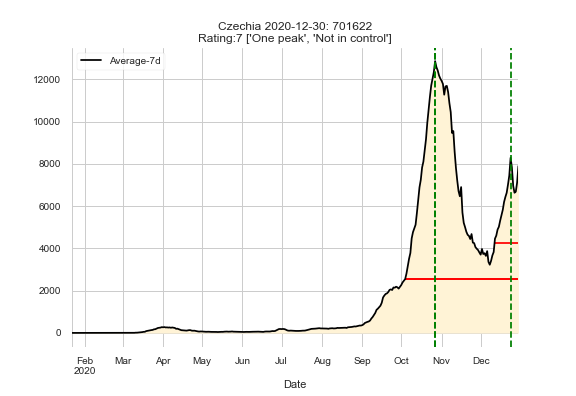 Czechia 2020-12-30: 701622
Rating:7 ['One peak', 'Not in control']
Average-7d
12000
10000
8000
6000
4000
2000
0
Feb Mar Apr May Jun Jul Aug Sep Oct Nov Dec
2020
Date